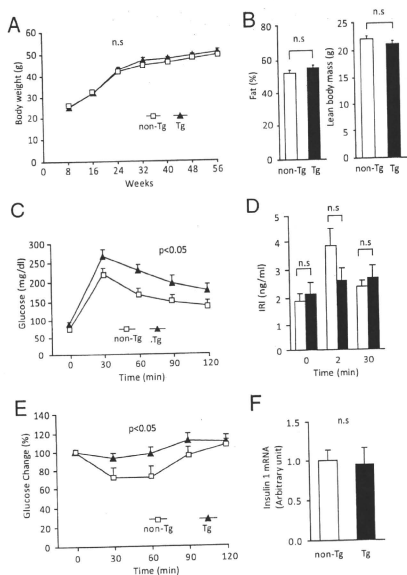 A
n.s
60
50
40
30
20
10
0
Body weight (g)
non-Tg Tg
0 8 16 24 32 40 48 56
Weeks
B
n.s
80
60
40
20
0
Fat (%)
non-Tg Tg
n.s
25
20
15
10
5
0
Lean body mass (g)
non-Tg Tg
C
p<0.05
300
250
200
150
100
50
0
Glucose (mg/dl)
non-Tg .Tg
0 30 60 90 120
Time (min)
D
n.s
n.s
n.s
5
4
3
2
1
0
IRI (ng/ml)
0 2 30
Time (min)
E
p<0.05
140
120
100
80
60
40
20
0
Glucose Change (%)
non-Tg Tg
0 30 60 90 120
Time (min)
F
n.s
1.5
1.0
0.5
0
Insulin 1 mRNA
(Arbitrary unit)
non-Tg Tg